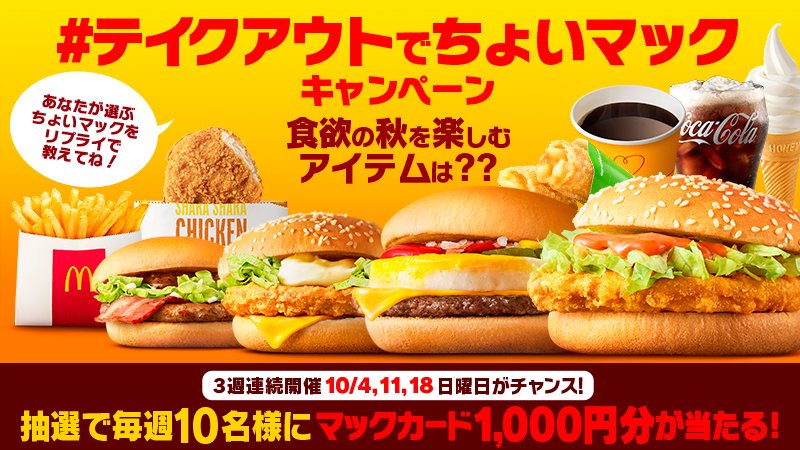 #テイクアウトでちょいマック
キャンペーン
あなたが選ぶ
ちょいマックを
リプライで
教えてね！
食欲の秋を楽しむ
アイテムは??
SHAKA SHAKA
CHICKEN
Coca-Cola
HONEY
3週連続開催 10/4,11,18 日曜日がチャンス!
抽選で毎週10名様に マックカード1,000円分が当たる!